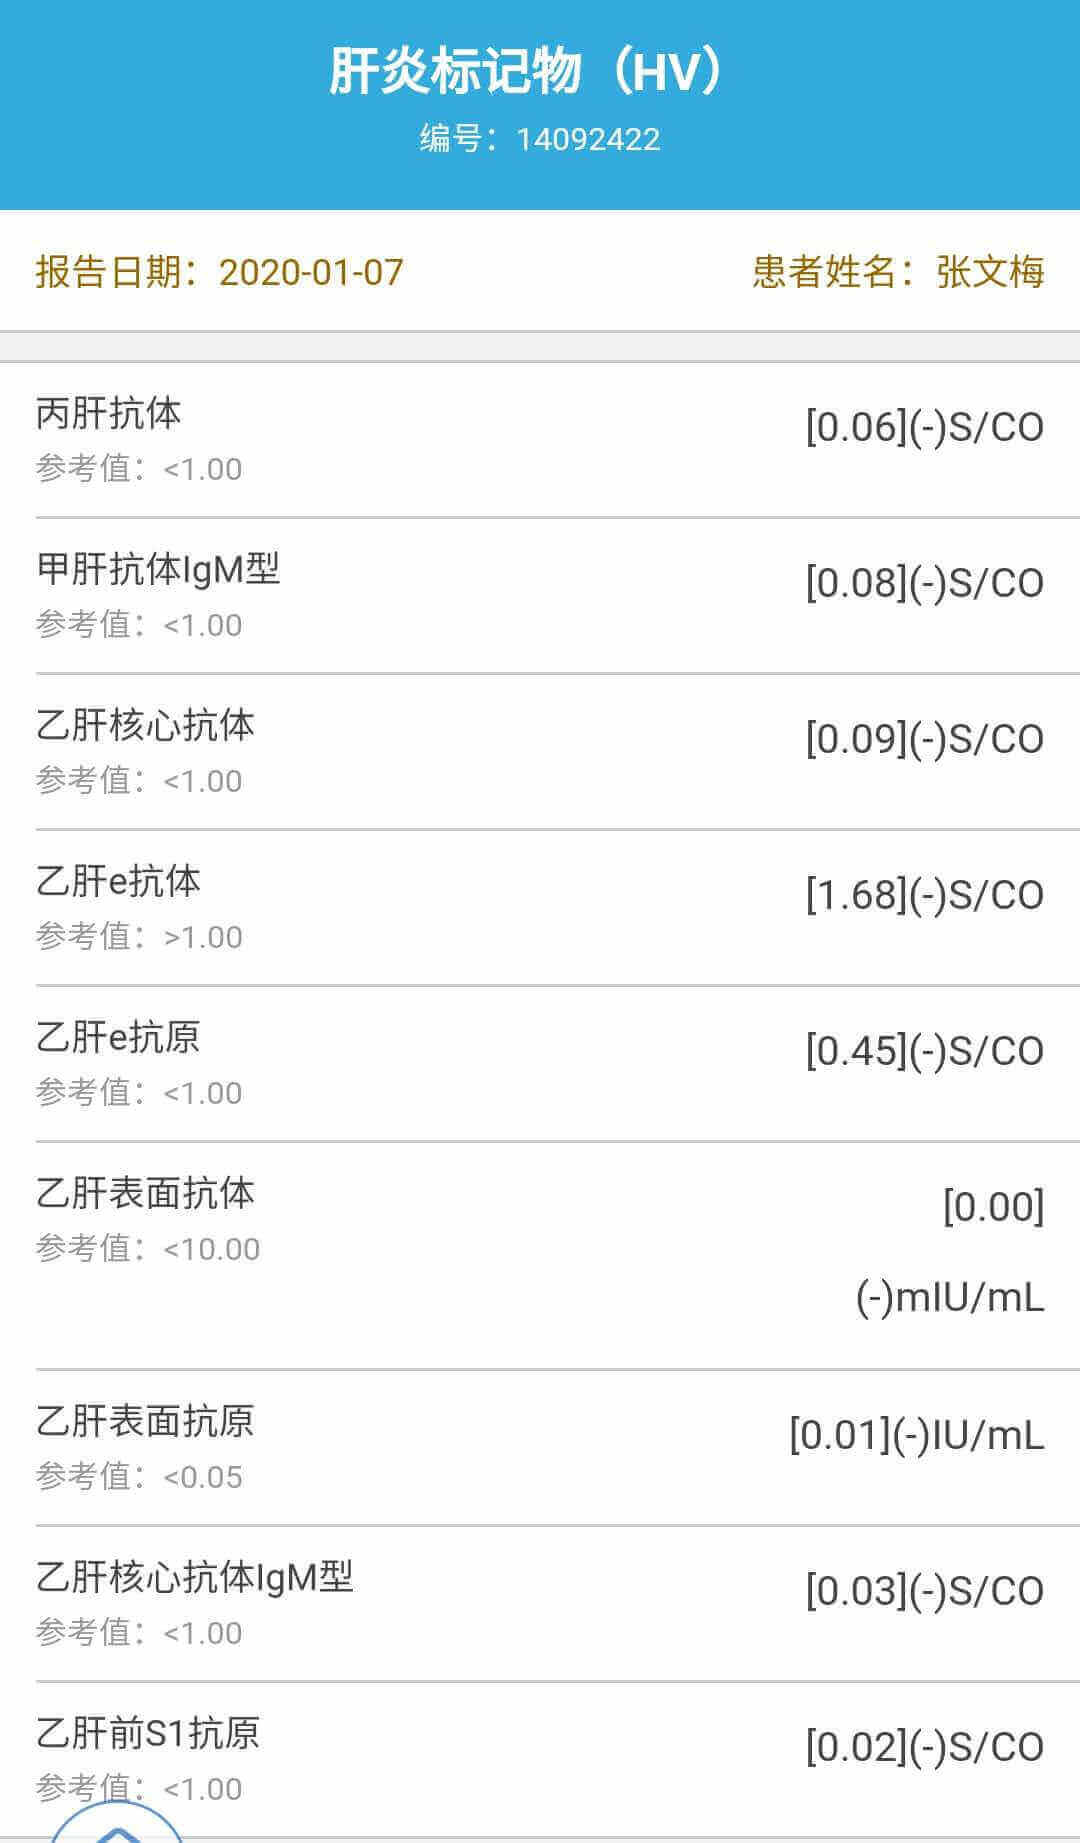 肝炎标记物（HV）
编号：14092422
报告日期：2020-01-07 患者姓名：张文梅
丙肝抗体
[0.06](-)S/CO
参考值：<1.00
甲肝抗体IgM型
[0.08](-)S/CO
参考值：<1.00
乙肝核心抗体
[0.09](-)S/CO
参考值：<1.00
乙肝e抗体
[1.68](-)S/CO
参考值：>1.00
乙肝e抗原
[0.45](-)S/CO
参考值：<1.00
乙肝表面抗体
[0.00]
参考值：<10.00
(-)mIU/mL
乙肝表面抗原
[0.01](-)IU/mL
参考值：<0.05
乙肝核心抗体IgM型
[0.03](-)S/CO
参考值：<1.00
乙肝前S1抗原
[0.02](-)S/CO
参考值：<1.00